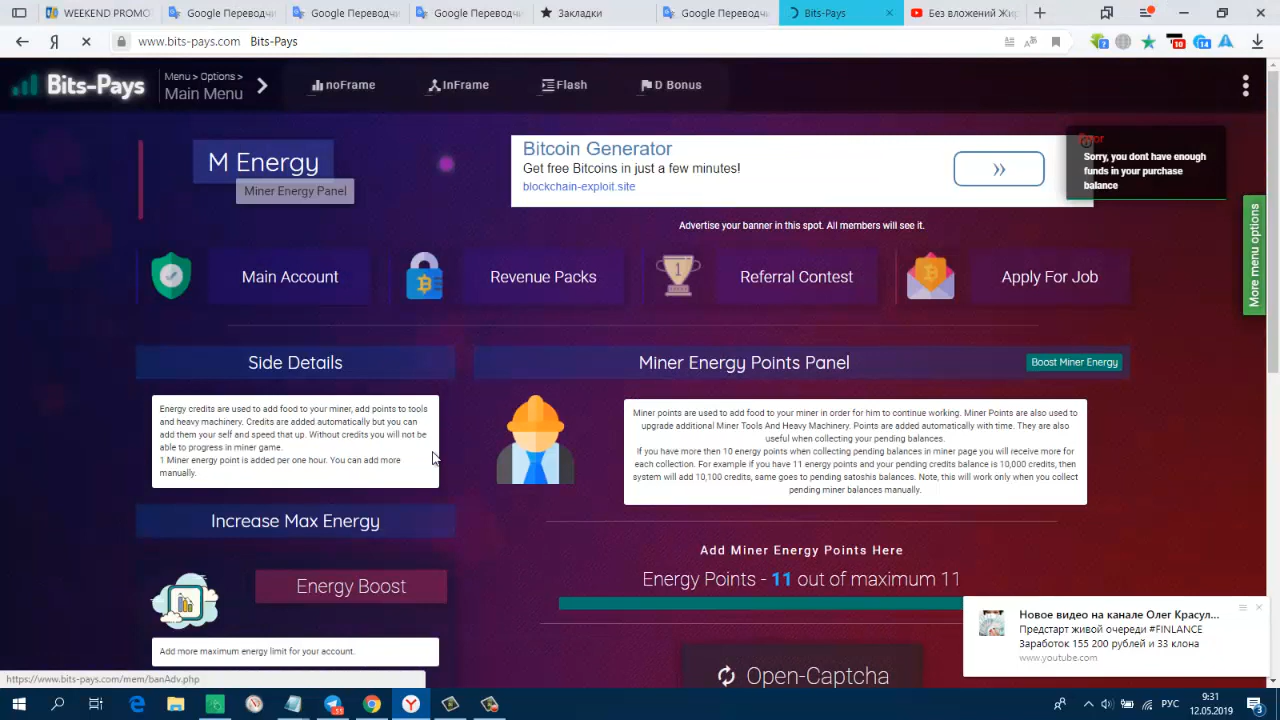 WEEKEND PROMO
Google Переводч
Google Переводч
Google Переводч
Закладки
Google Переводч
Bits-Pays
Без вложений Жир
www.bits-pays.com Bits-Pays
7
10
14
Bits-Pays
Menu > Options >
Main Menu
noFrame
InFrame
Flash
D Bonus
M Energy
Miner Energy Panel
Bitcoin Generator
Get free Bitcoins in just a few minutes!
blockchain-exploit.site
Sorry, you dont have enough
funds in your purchase
balance
Advertise your banner in this spot. All members will see it.
More menu options
Main Account
Revenue Packs
Referral Contest
Apply For Job
Side Details
Miner Energy Points Panel
Boost Miner Energy
Energy credits are used to add food to your miner, add points to tools
and heavy machinery. Credits are added automatically but you can
add them your self and speed that up. Without credits you will not be
able to progress in miner game.
1 Miner energy point is added per one hour. You can add more
manually.
Miner points are used to add food to your miner in order for him to continue working. Miner Points are also used to
upgrade additional Miner Tools And Heavy Machinery. Points are added automatically with time. They are also
useful when collecting your pending balances.
If you have more then 10 energy points when collecting pending balances in miner page you will receive more for
each collection. For example if you have 11 energy points and your pending credits balance is 10,000 credits, then
system will add 10,100 credits, same goes to pending satoshis balances. Note, this will work only when you collect
pending miner balances manually.
Increase Max Energy
Energy Boost
Add more maximum energy limit for your account.
Add Miner Energy Points Here
Energy Points - 11 out of maximum 11
Open-Captcha
Новое видео на канале Олег Красул...
Предстарт живой очереди #FINLANCE
Заработок 155 200 рублей и 33 клона
www.youtube.com
https://www.bits-pays.com/mem/banAdv.php
РУС
9:31
12.05.2019
3